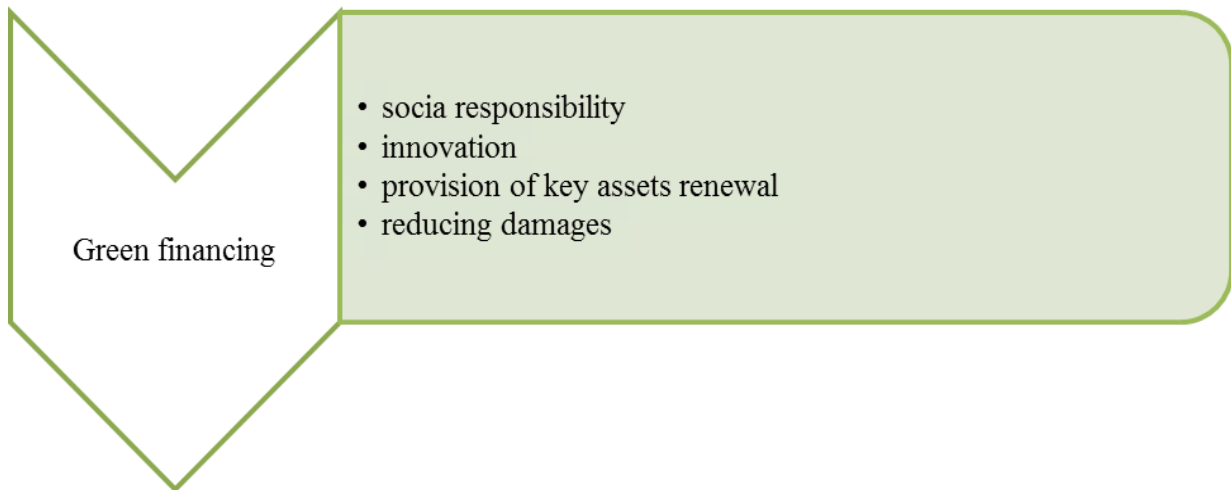 • socia responsibility
• innovation
• provision of key assets renewal
• reducing damages
Green financing